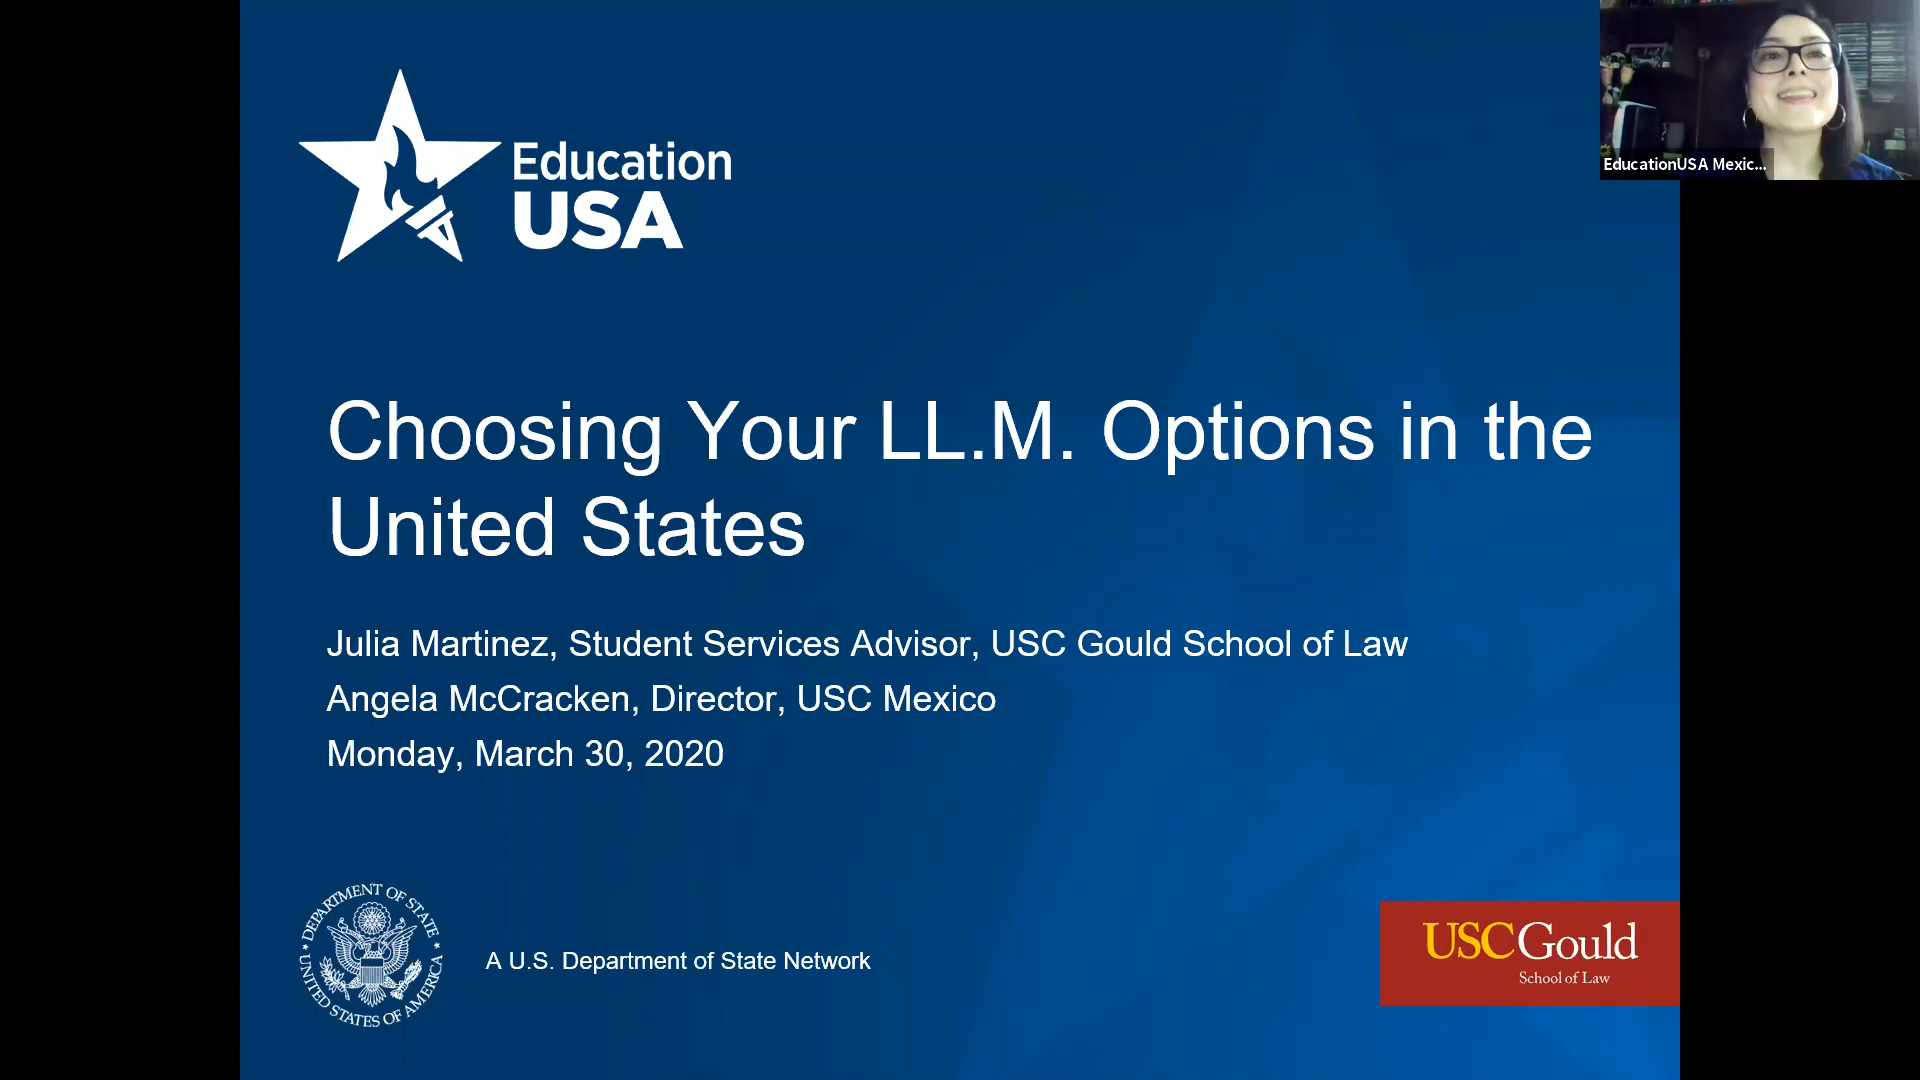 Education
USA
EducationUSA Mexic...
Choosing Your LL.M. Options in the
United States
Julia Martinez, Student Services Advisor, USC Gould School of Law
Angela McCracken, Director, USC Mexico
Monday, March 30, 2020
DEPARTMENT OF STATE
UNITED STATES OF AMERICA
A U.S. Department of State Network
USC Gould
School of Law